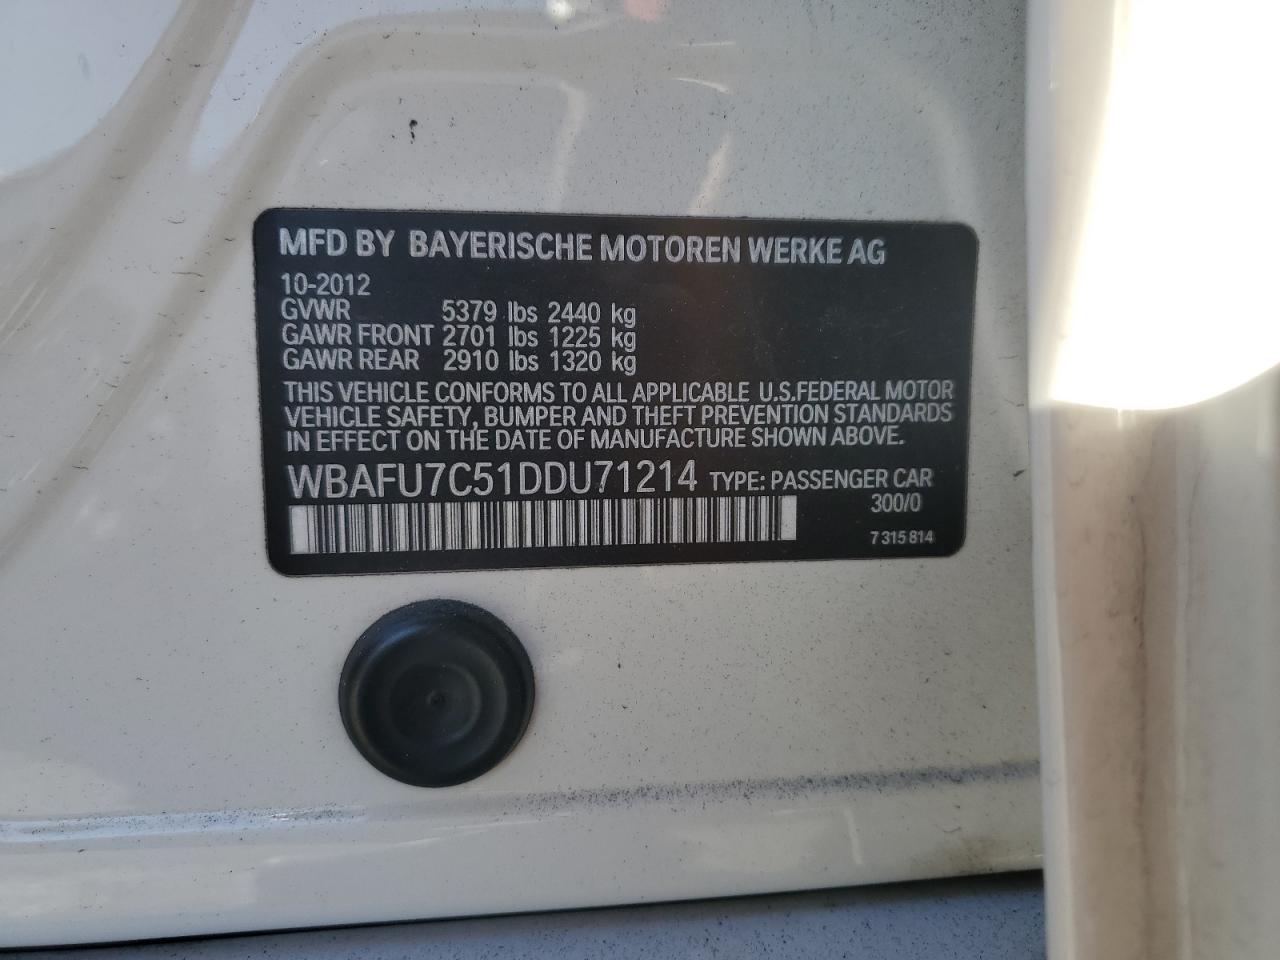 MFD BY BAYERISCHE MOTOREN WERKE AG
10-2012
GVWR 5379 lbs 2440 kg
GAWR FRONT 2701 lbs 1225 kg
GAWR REAR 2910 lbs 1320 kg
THIS VEHICLE CONFORMS TO ALL APPLICABLE U.S.FEDERAL MOTOR
VEHICLE SAFETY, BUMPER AND THEFT PREVENTION STANDARDS
IN EFFECT ON THE DATE OF MANUFACTURE SHOWN ABOVE.
WBAFU7C51DDU71214 TYPE: PASSENGER CAR
300/0
7 315 814